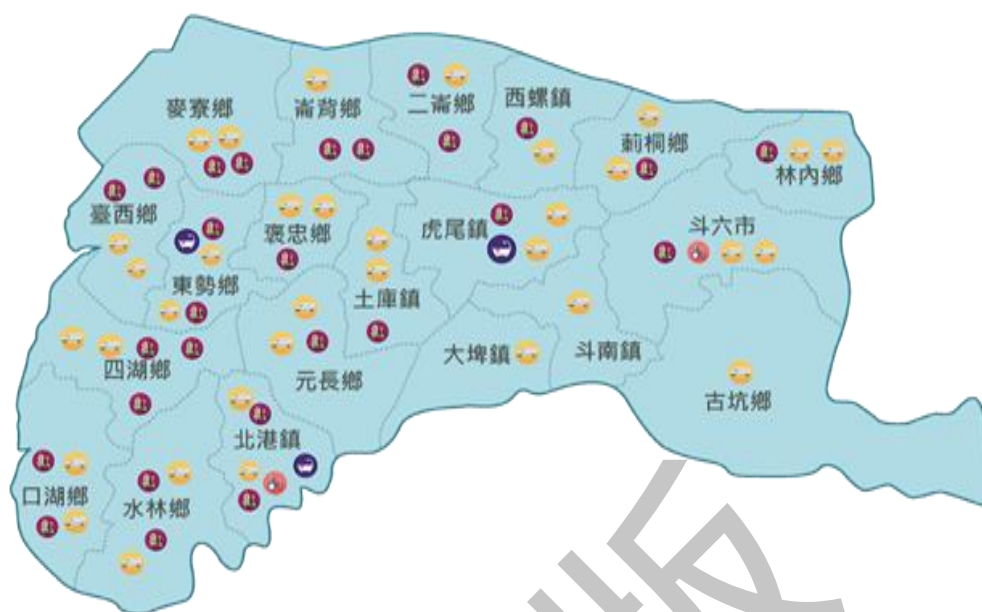 麥寮鄉
崙背鄉
二崙鄉
西螺鎮
莿桐鄉
林內鄉
臺西鄉
東勢鄉
褒忠鄉
土庫鎮
虎尾鎮
斗六市
四湖鄉
元長鄉
大埤鎮
斗南鎮
古坑鄉
北港鎮
口湖鄉
水林鄉
版